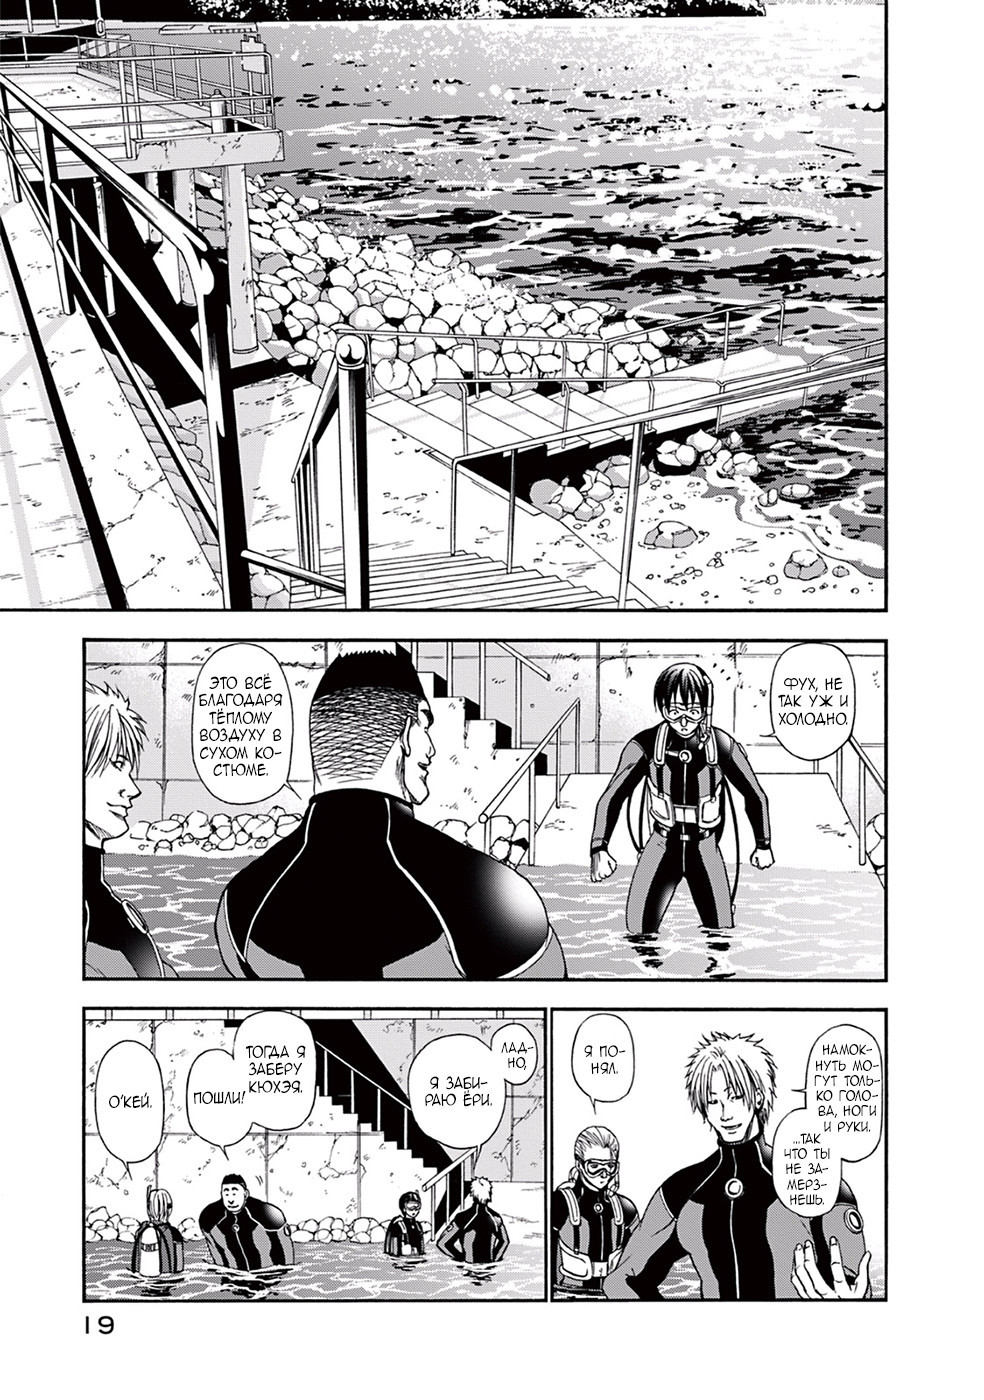 ФУХ, НЕ
ТАК УЖ И
ХОЛОДНО.
ЭТО ВСЁ
БЛАГОДАРЯ
ТЁПЛОМУ
ВОЗДУХУ В
СУХОМ КО-
СТЮМЕ.
НАМОК-
НУТЬ МО-
ГУТ ТОЛЬ-
КО ГОЛО-
ВА, НОГИ
И РУКИ.
...ТАК
ЧТО ТЫ
НЕ ЗА-
МЕРЗ-
НЕШЬ.
Я ПО-
НЯЛ.
ЛАД-
НО,
Я ЗАБИ-
РАЮ ЁРИ.
ТОГДА Я
ЗАБЕРУ
КЮХЭЯ.
ПОШЛИ!
О'КЕЙ.
19